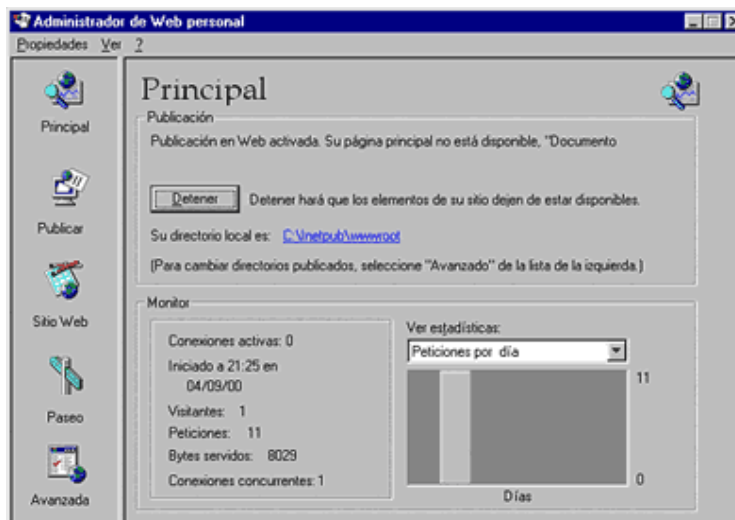 Administrador de Web personal
Propiedades Ver ?
Principal
Publicar
Sitio Web
Paseo
Avanzada
Principal
Publicación
Publicación en Web activada. Su página principal no está disponible, "Documento
Detener
Detener hará que los elementos de su sitio dejen de estar disponibles.
Su directorio local es: C:\Inetpub\wwwroot
(Para cambiar directorios publicados, seleccione "Avanzado" de la lista de la izquierda.)
Monitor
Conexiones activas: 0
Iniciado a 21:25 en
04/09/00
Visitantes: 1
Peticiones: 11
Bytes servidos: 8029
Conexiones concurrentes: 1
Ver estadísticas:
Peticiones por día
11
0
Días